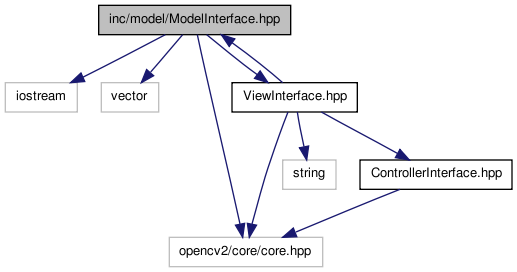 inc/model/ModelInterface.hpp
iostream
vector
ViewInterface.hpp
string
ControllerInterface.hpp
opencv2/core/core.hpp